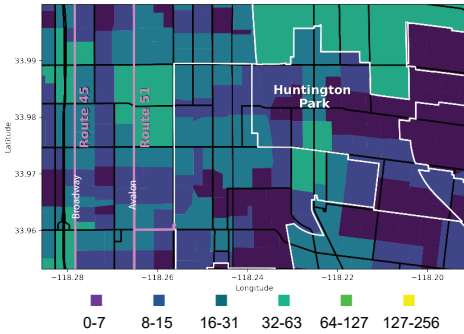 33.99
33.98
33.97
33.96
Latitude
Route 45
Route 51
Broadway
Avalon
Huntington
Park
−118.28
−118.26
−118.24
−118.22
−118.20
Longitude
0-7
8-15
16-31
32-63
64-127
127-256